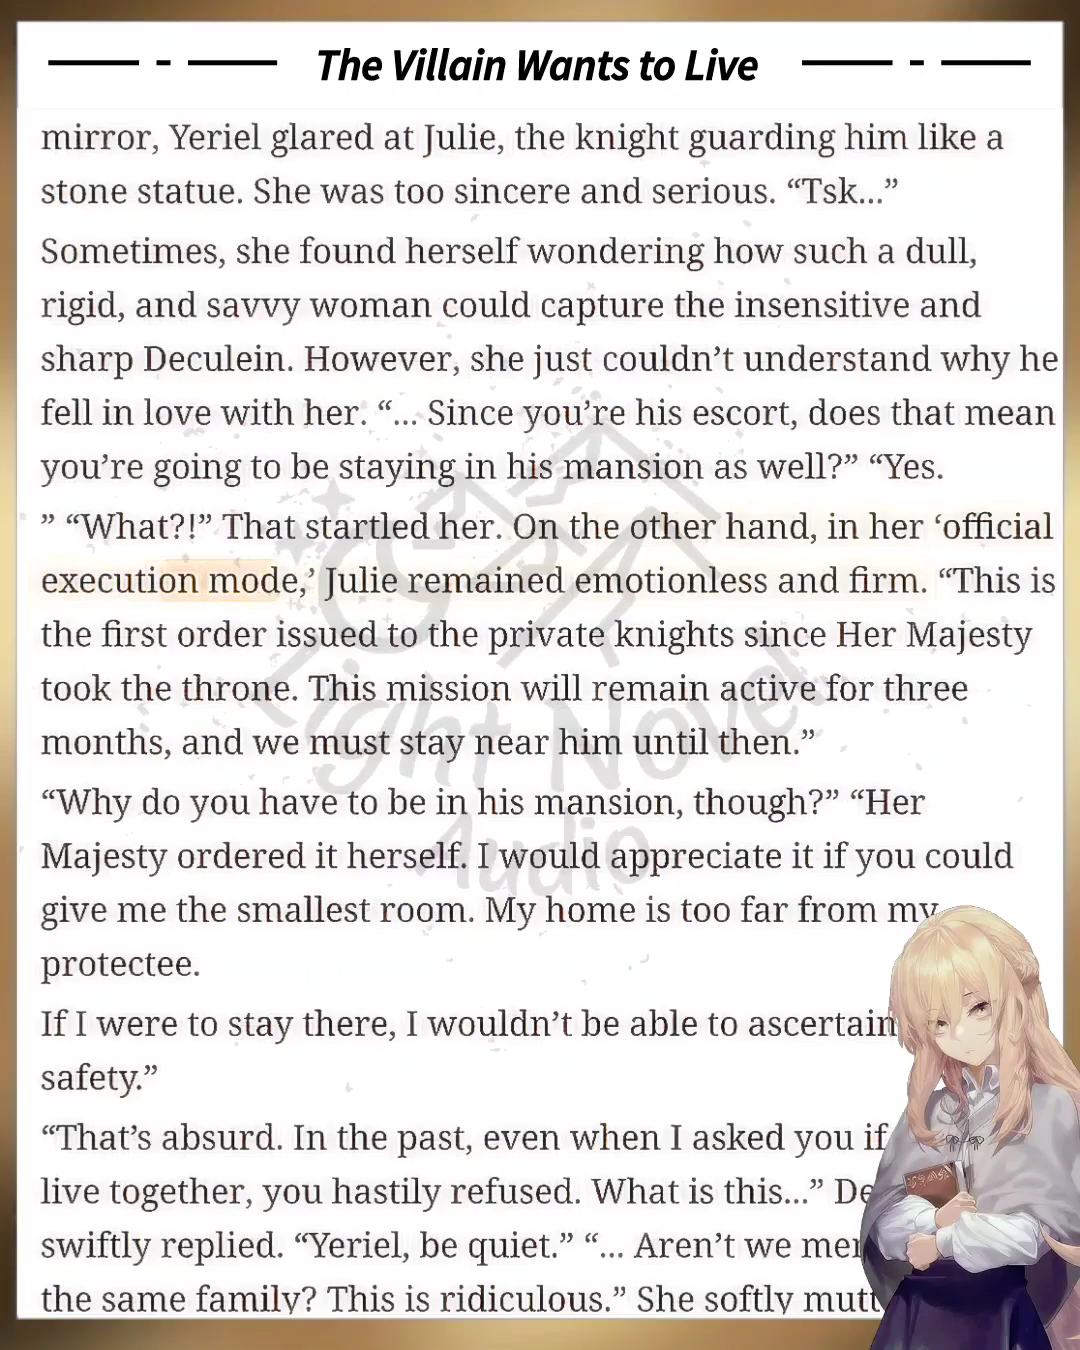 The Villain Wants to Live
mirror, Yeriel glared at Julie, the knight guarding him like a
stone statue. She was too sincere and serious. “Tsk...”
Sometimes, she found herself wondering how such a dull,
rigid, and savvy woman could capture the insensitive and
sharp Deculein. However, she just couldn’t understand why he
fell in love with her. “... Since you’re his escort, does that mean
you’re going to be staying in his mansion as well?” “Yes.
” “What?!” That startled her. On the other hand, in her ‘official
execution mode,’ Julie remained emotionless and firm. “This is
the first order issued to the private knights since Her Majesty
took the throne. This mission will remain active for three
months, and we must stay near him until then.”
“Why do you have to be in his mansion, though?” “Her
Majesty ordered it herself. I would appreciate it if you could
give me the smallest room. My home is too far from my
protectee.
If I were to stay there, I wouldn’t be able to ascertain
safety.”
“That’s absurd. In the past, even when I asked you if
live together, you hastily refused. What is this...” De
swiftly replied. “Yeriel, be quiet.” “... Aren’t we
the same family? This is ridiculous.” She softly
Light Novel
Audio